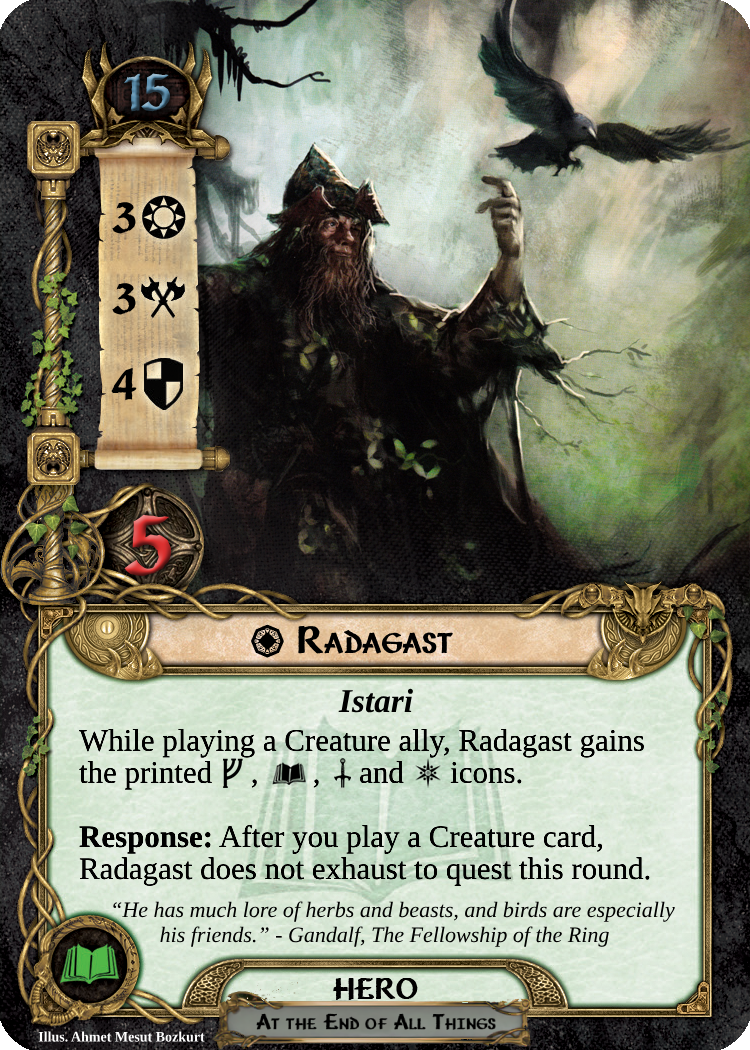 15
3
3
4
5
Radagast
Istari
While playing a Creature ally, Radagast gains
the printed , , and icons.
Response: After you play a Creature card,
Radagast does not exhaust to quest this round.
“He has much lore of herbs and beasts, and birds are especially
his friends.” - Gandalf, The Fellowship of the Ring
HERO
At the End of All Things
Illus. Ahmet Mesut Bozkurt